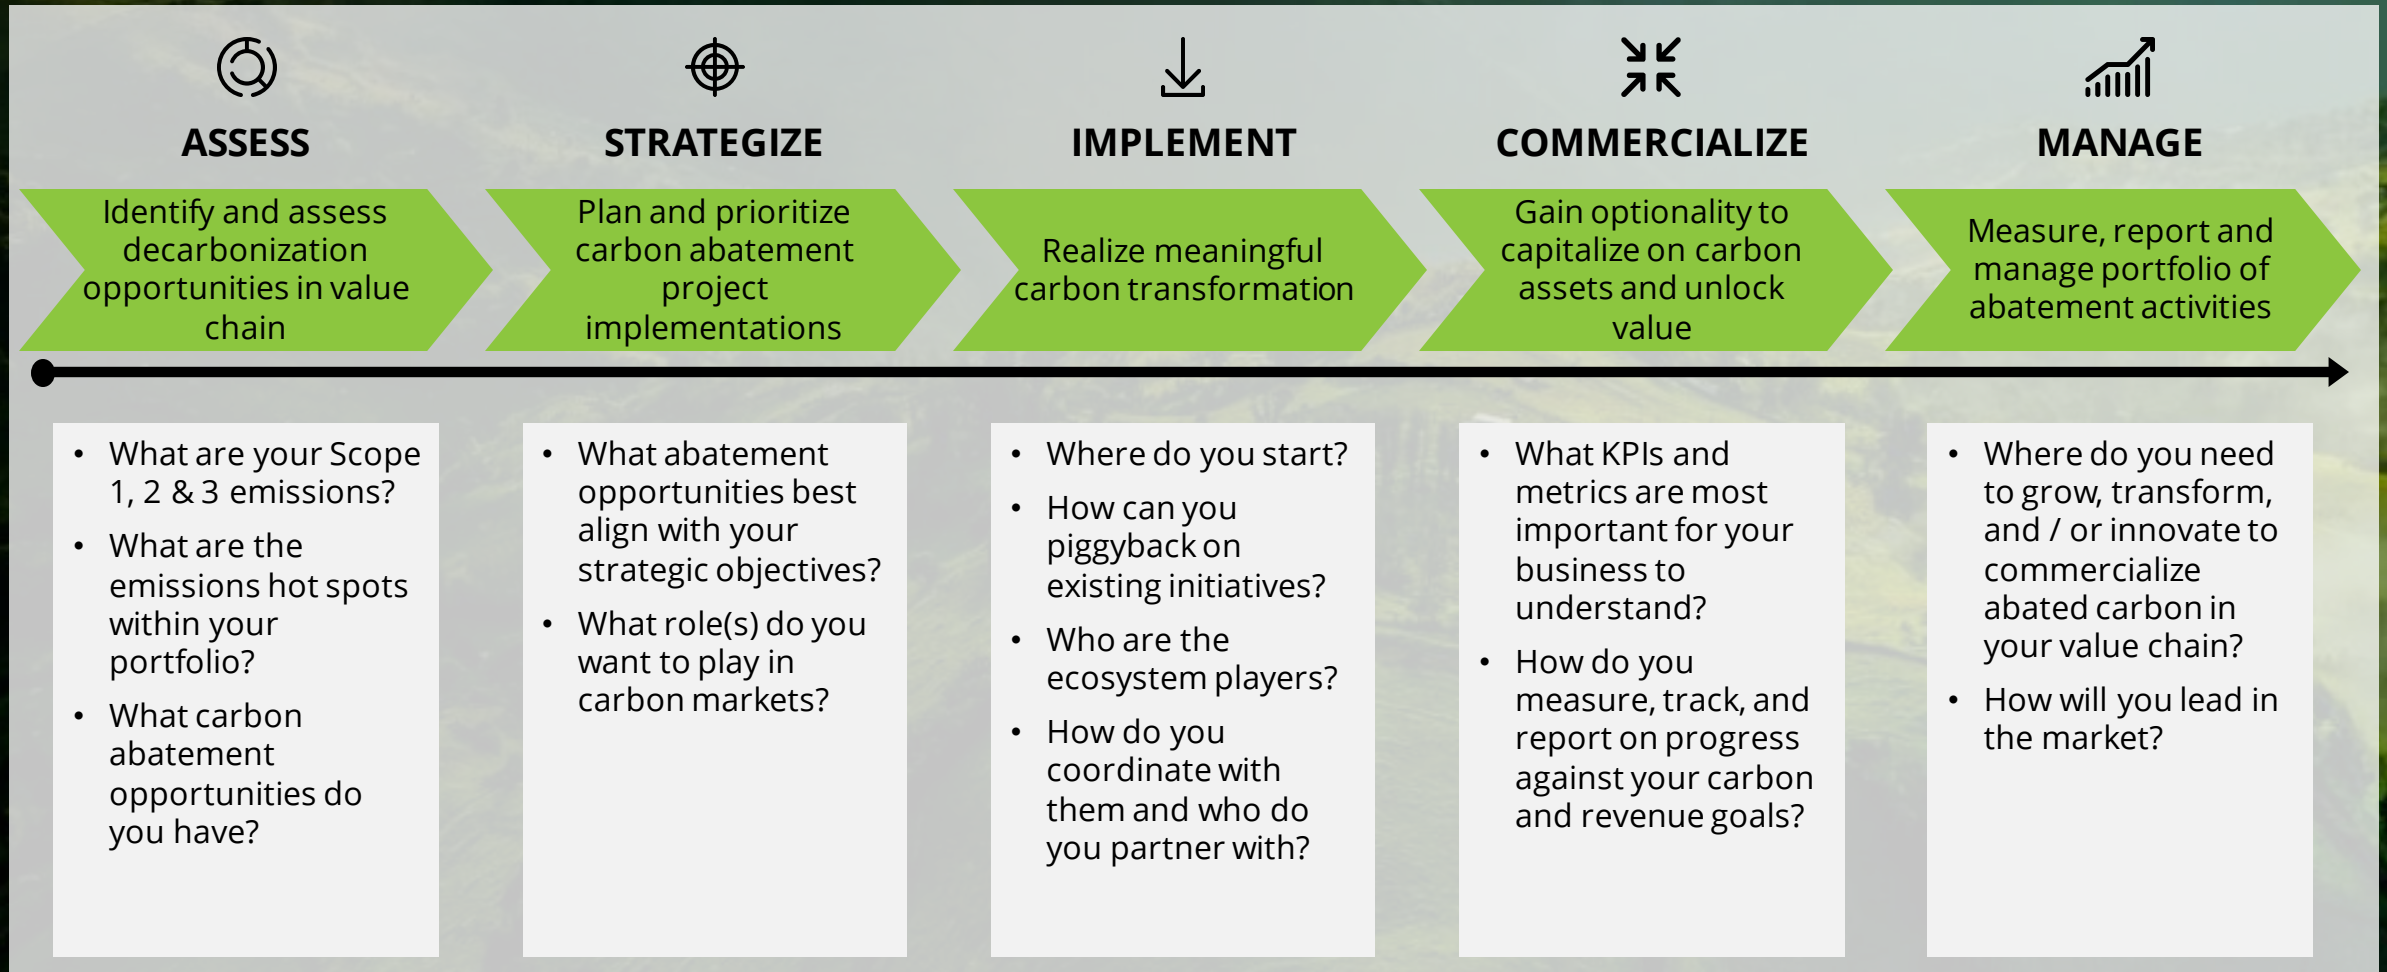 ASSESS
STRATEGIZE
IMPLEMENT
COMMERCIALIZE
MANAGE
Identify and assess
decarbonization
opportunities in value
chain
Plan and prioritize
carbon abatement
project
implementations
Realize meaningful
carbon transformation
Gain optionality to
capitalize on carbon
assets and unlock
value
Measure, report and
manage portfolio of
abatement activities
• What are your Scope
1, 2 & 3 emissions?
• What are the
emissions hot spots
within your
portfolio?
• What carbon
abatement
opportunities do
you have?
• What abatement
opportunities best
align with your
strategic objectives?
• What role(s) do you
want to play in
carbon markets?
• Where do you start?
• How can you
piggyback on
existing initiatives?
• Who are the
ecosystem players?
• How do you
coordinate with
them and who do
you partner with?
• What KPIs and
metrics are most
important for your
business to
understand?
• How do you
measure, track, and
report on progress
against your carbon
and revenue goals?
• Where do you need
to grow, transform,
and / or innovate to
commercialize
abated carbon in
your value chain?
• How will you lead in
the market?